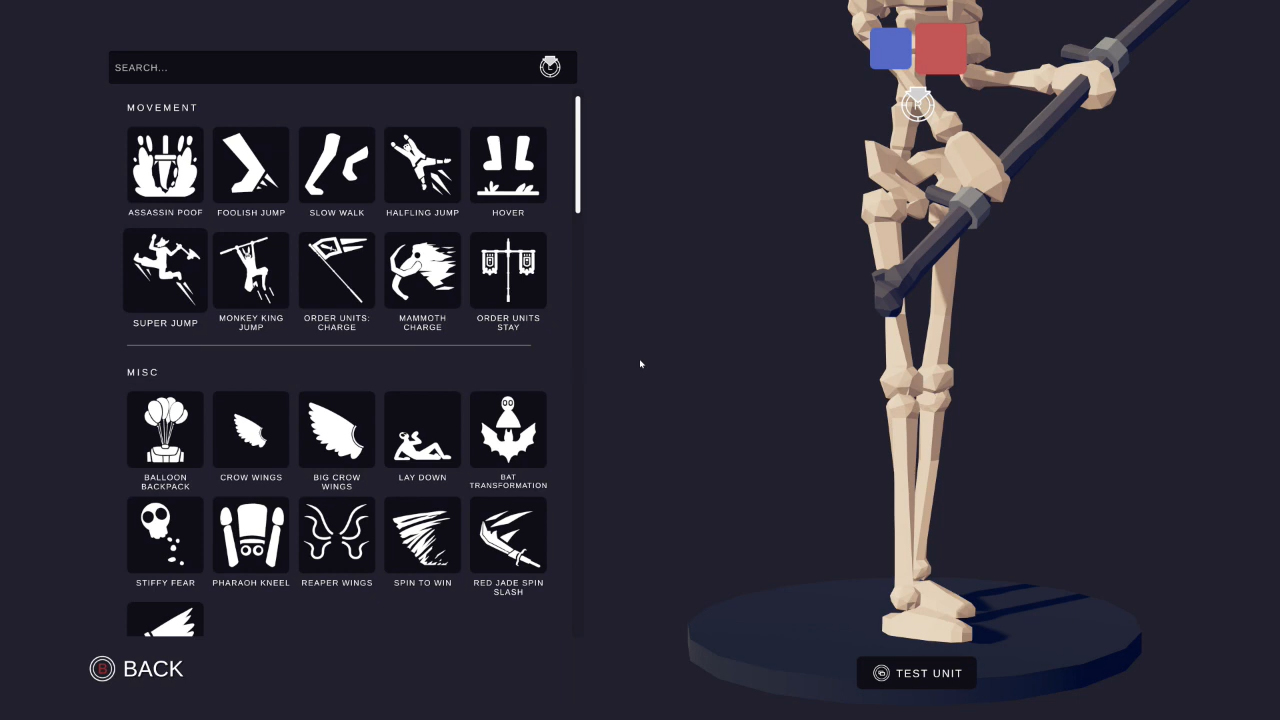 SEARCH...
L
MOVEMENT
ASSASSIN POOF
FOOLISH JUMP
SLOW WALK
HALFLING JUMP
HOVER
SUPER JUMP
MONKEY KING
JUMP
ORDER UNITS:
CHARGE
MAMMOTH
CHARGE
ORDER UNITS
STAY
MISC
BALLOON
BACKPACK
CROW WINGS
BIG CROW
WINGS
LAY DOWN
BAT
TRANSFORMATION
STIFFY FEAR
PHARAOH KNEEL
REAPER WINGS
SPIN TO WIN
RED JADE SPIN
SLASH
R
B BACK
TEST UNIT